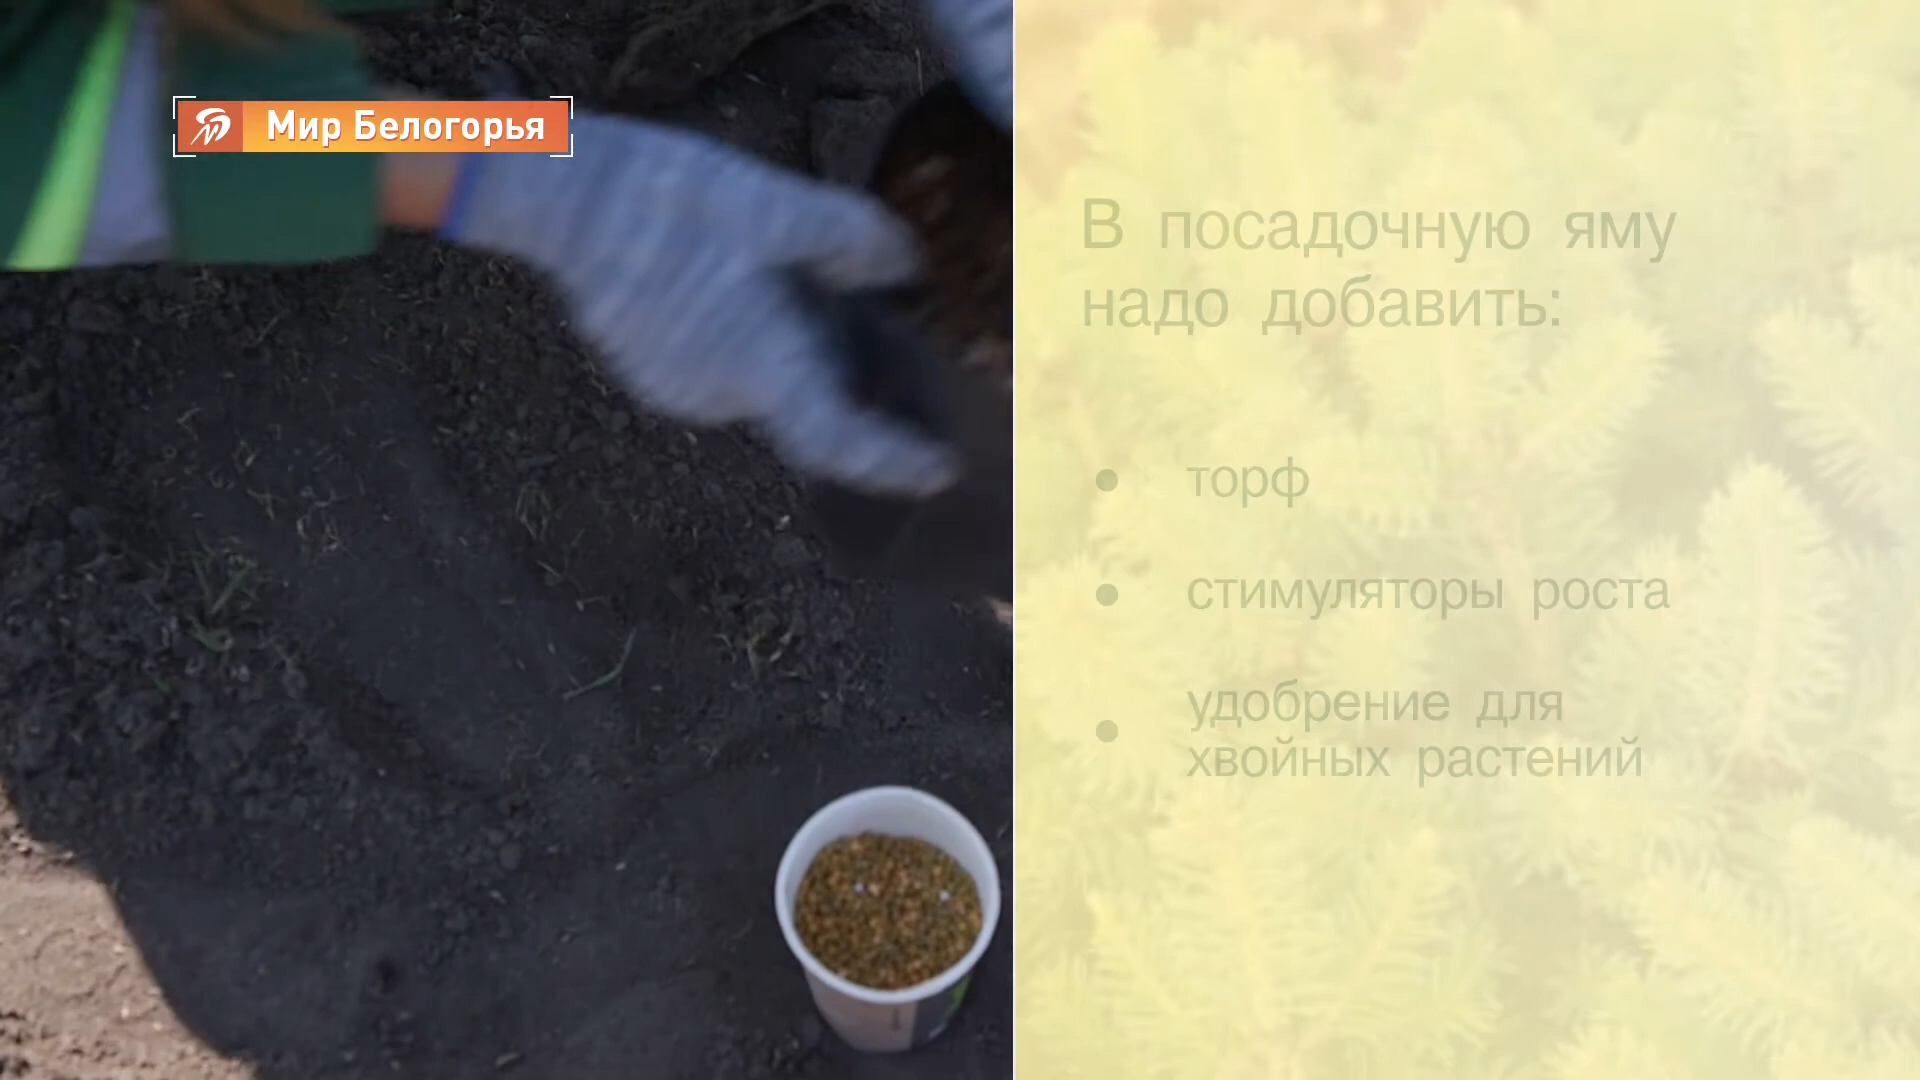 Мир Белогорья
В посадочную яму
надо добавить:
• торф
• стимуляторы роста
• удобрение для
хвойных растений